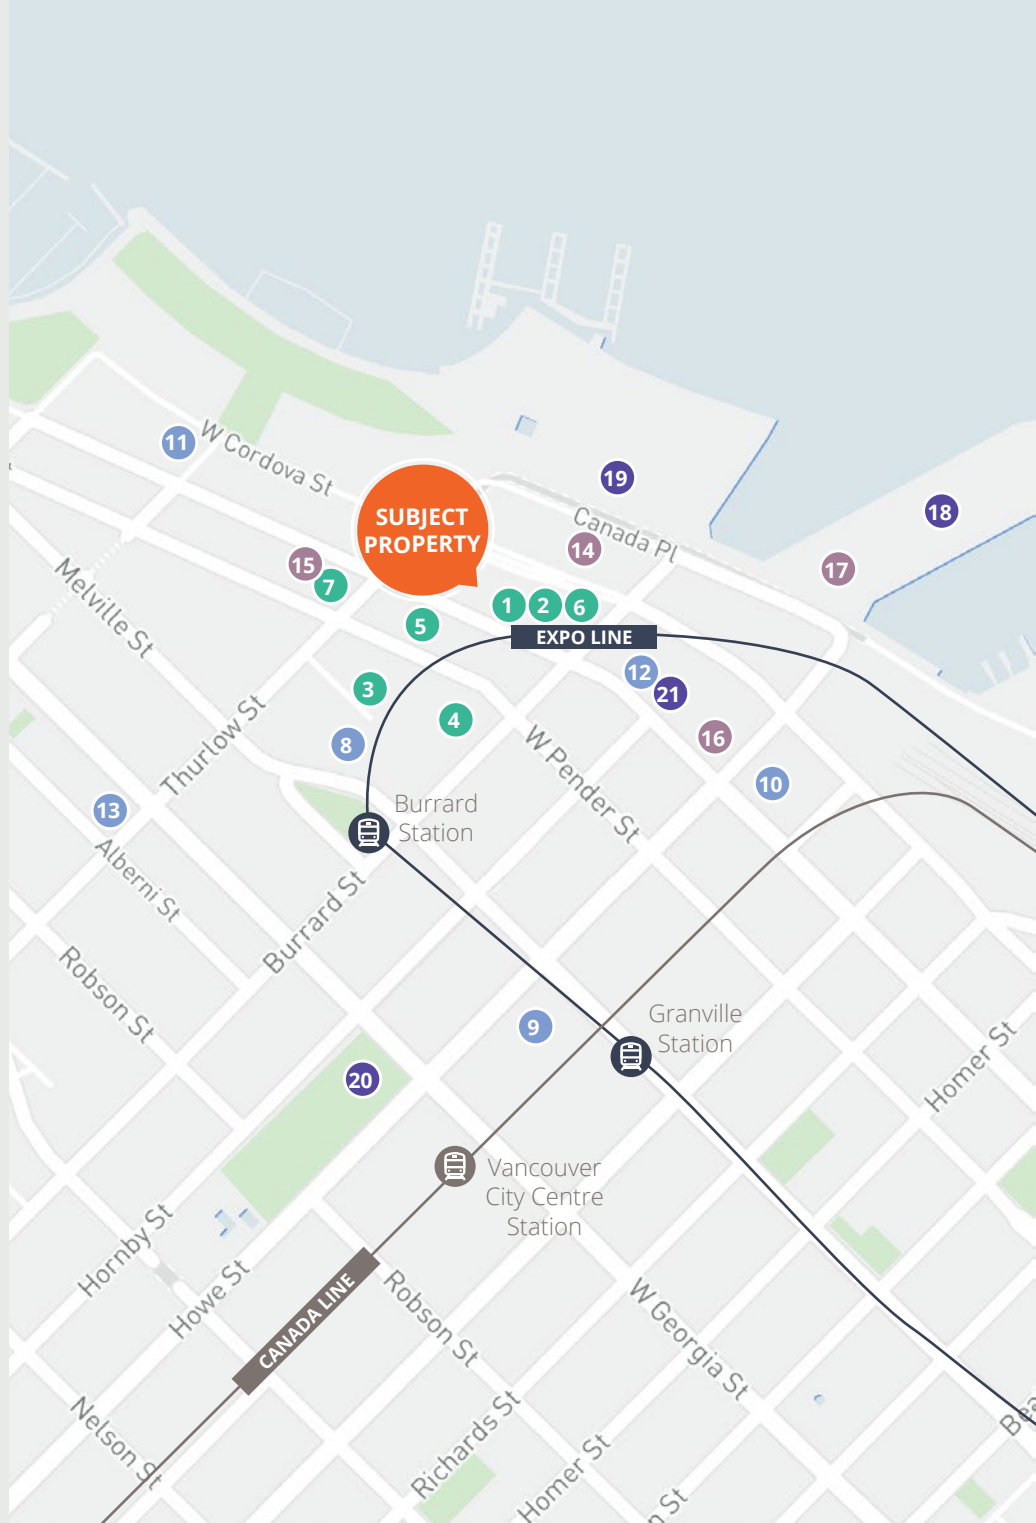 11
W Cordova St
19
18
SUBJECT
PROPERTY
Canada Pl
14
15
7
17
Melville St
1
2
6
5
EXPO LINE
12
21
3
4
16
8
W Pender St
10
Thurlow St
13
Burrard
Station
Alberni St
Burrard St
Robson St
9
Granville
Station
Homer St
20
Vancouver
City Centre
Station
Hornby St
Howe St
CANADA LINE
Robson St
W Georgia St
Nelson St
Richards St
Homer St
n St
Bea